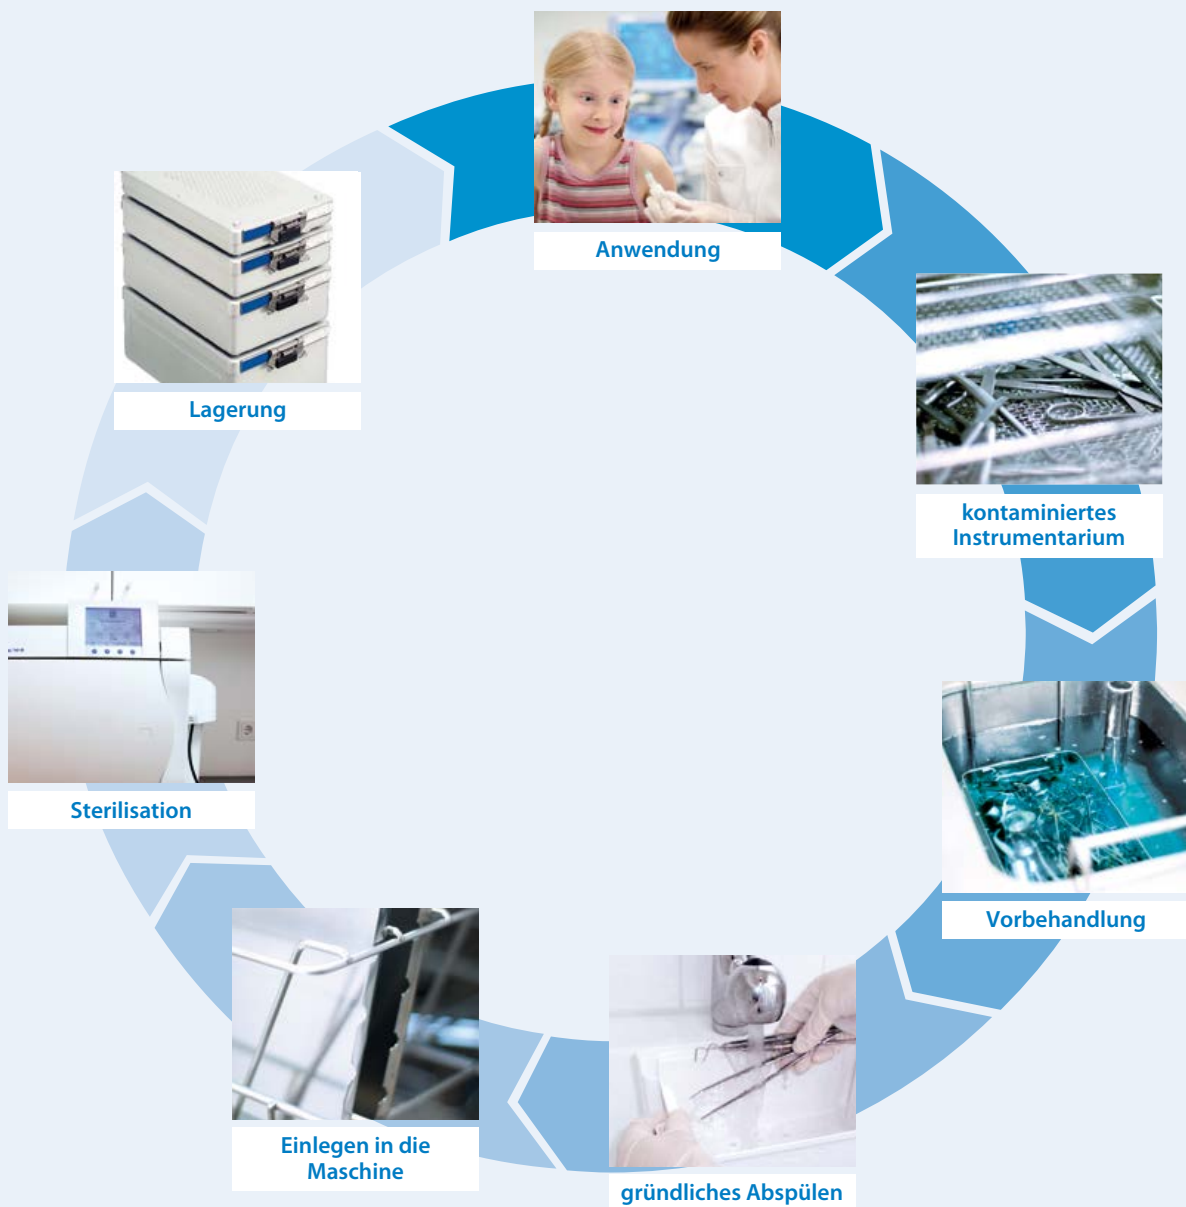 Anwendung
kontaminiertes
Instrumentarium
Vorbehandlung
gründliches Abspülen
Einlegen in die
Maschine
Sterilisation
Lagerung